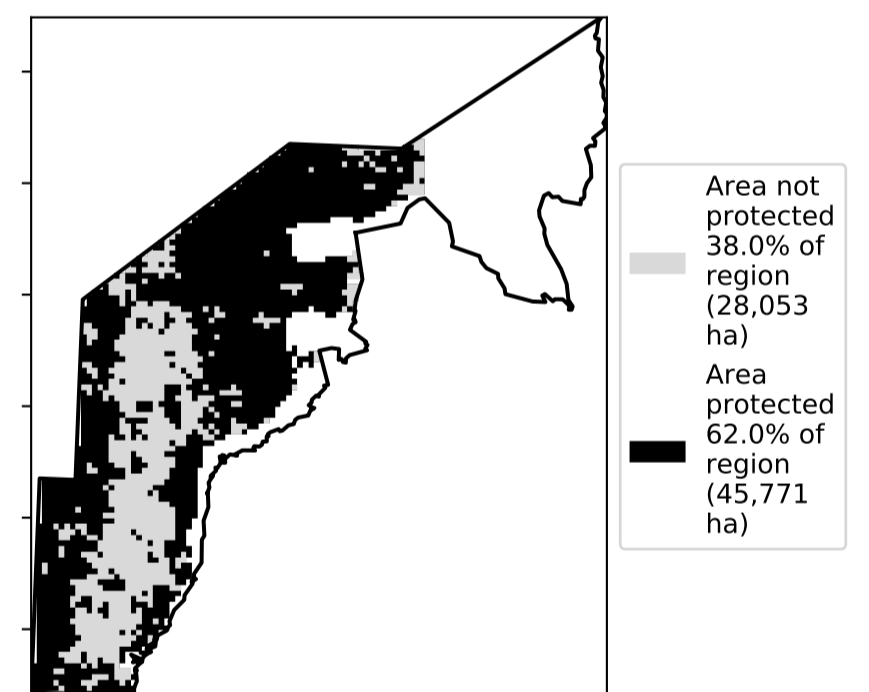 Area not
protected
38.0% of
region
(28,053
ha)
Area
protected
62.0% of
region
(45,771
ha)